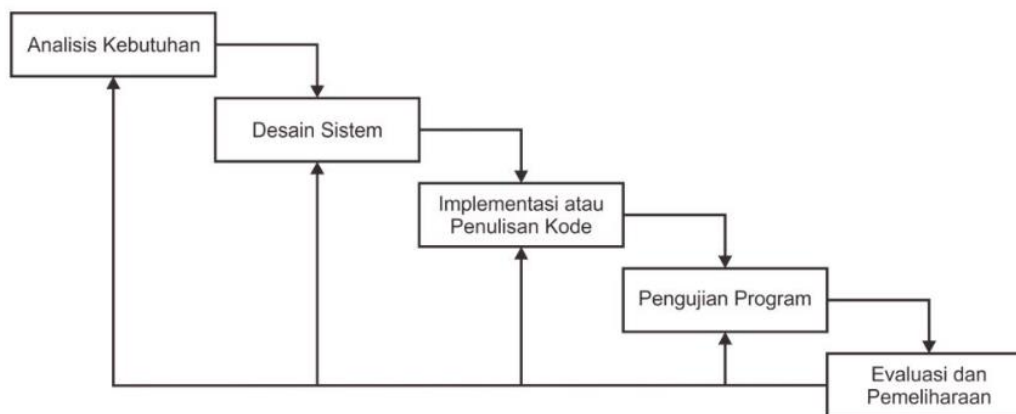 Analisis Kebutuhan
Desain Sistem
Implementasi atau
Penulisan Kode
Pengujian Program
Evaluasi dan
Pemeliharaan